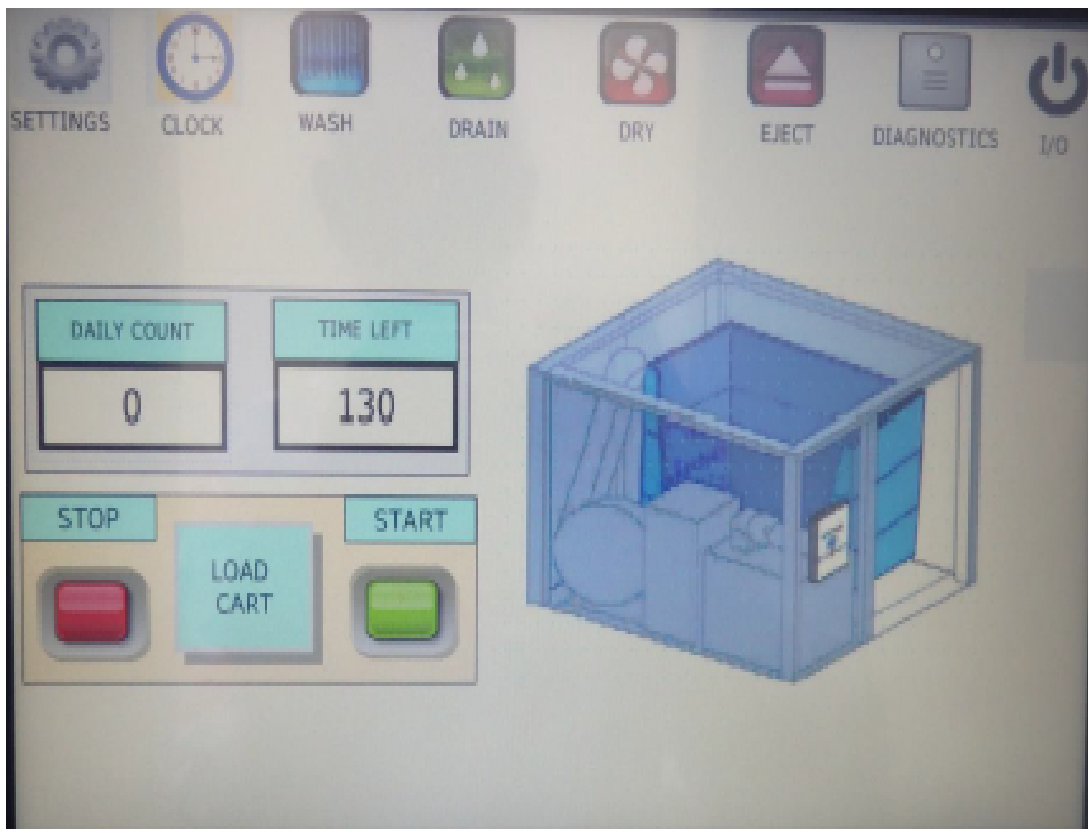 SETTINGS
CLOCK
WASH
DRAIN
DRY
EJECT
DIAGNOSTICS
I/O
DAILY COUNT
TIME LEFT
0
130
STOP
START
LOAD
CART